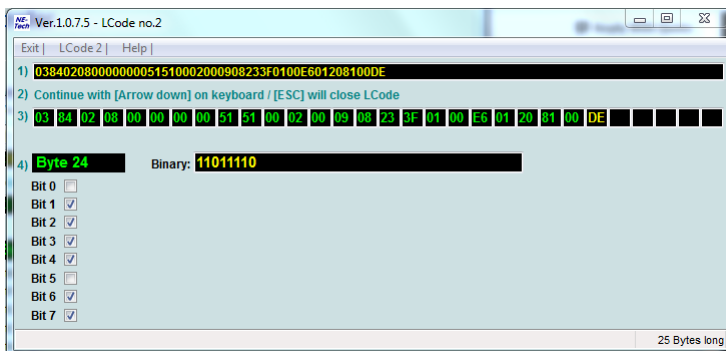 NE-Tech Ver.1.0.7.5 - LCode no.2
Exit | LCode 2 | Help |
1) 038402080000000051510002000908233F0100E601208100DE
2) Continue with [Arrow down] on keyboard / [ESC] will close LCode
3) 03 84 02 08 00 00 00 00 51 51 00 02 00 09 08 23 3F 01 00 E6 01 20 81 00 DE
4) Byte 24 Binary: 11011110
Bit 0
Bit 1
Bit 2
Bit 3
Bit 4
Bit 5
Bit 6
Bit 7
25 Bytes long